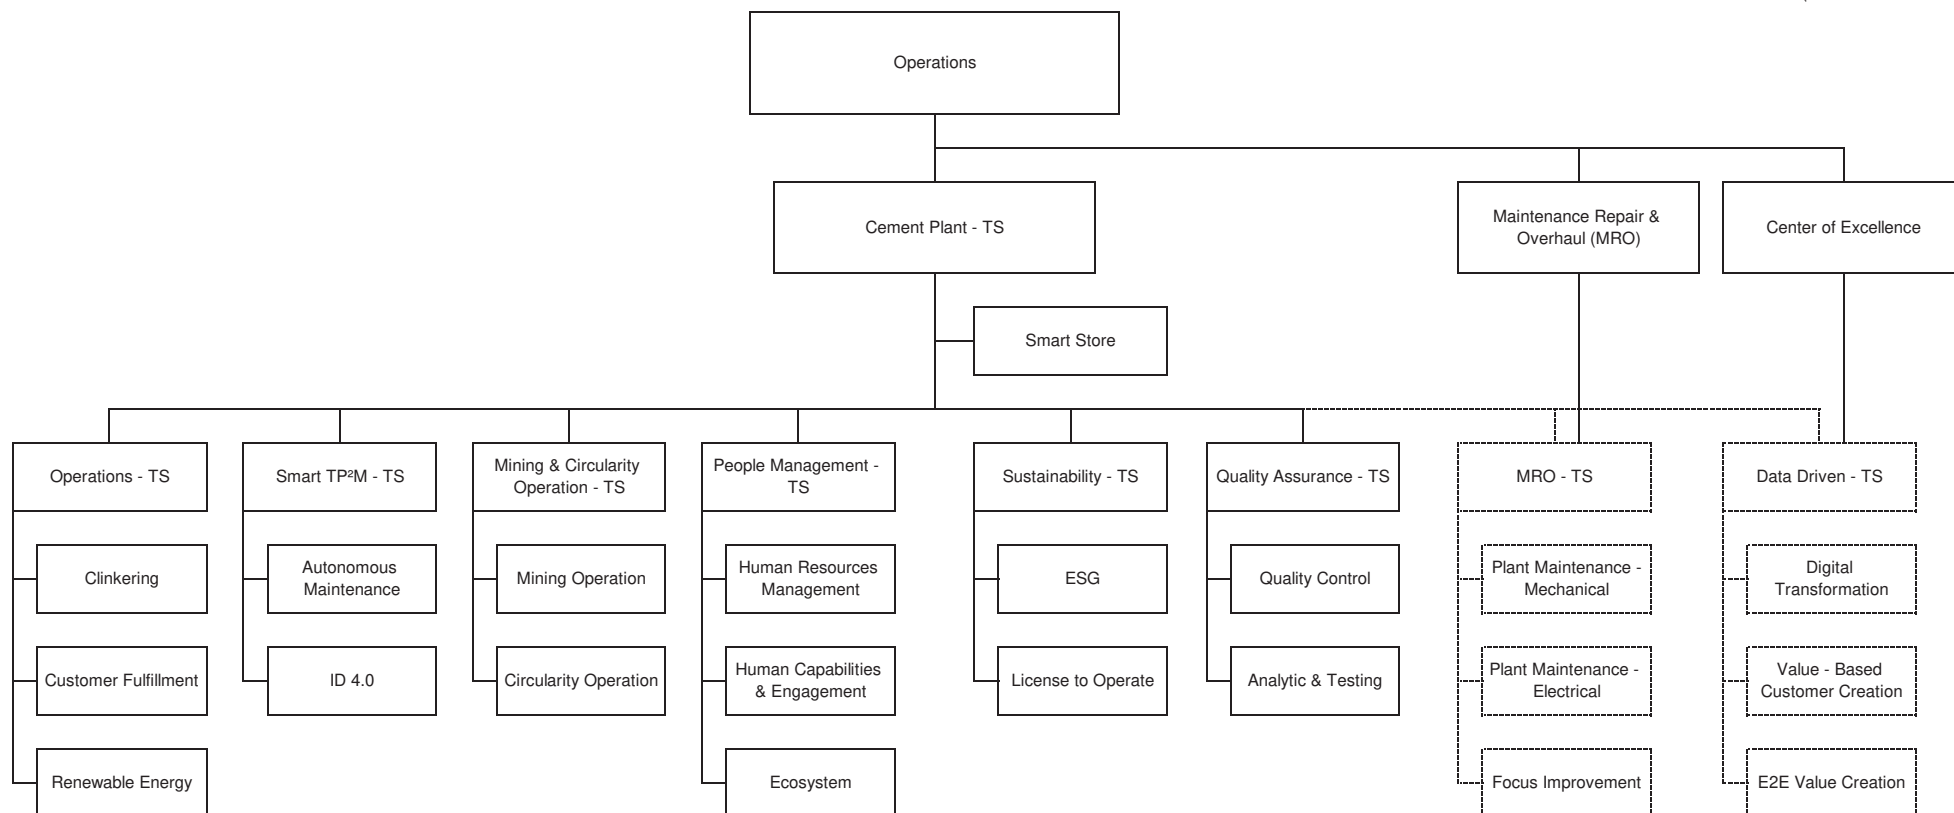 Operations
Cement Plant - TS
Maintenance Repair &
Overhaul (MRO)
Center of Excellence
Smart Store
Operations - TS
Smart TP²M - TS
Mining & Circularity
Operation - TS
People Management -
TS
Sustainability - TS
Quality Assurance - TS
MRO - TS
Data Driven - TS
Clinkering
Autonomous
Maintenance
Mining Operation
Human Resources
Management
ESG
Quality Control
Plant Maintenance -
Mechanical
Digital
Transformation
Customer Fulfillment
ID 4.0
Circularity Operation
Human Capabilities
& Engagement
License to Operate
Analytic & Testing
Plant Maintenance -
Electrical
Value - Based
Customer Creation
Renewable Energy
Ecosystem
Focus Improvement
E2E Value Creation